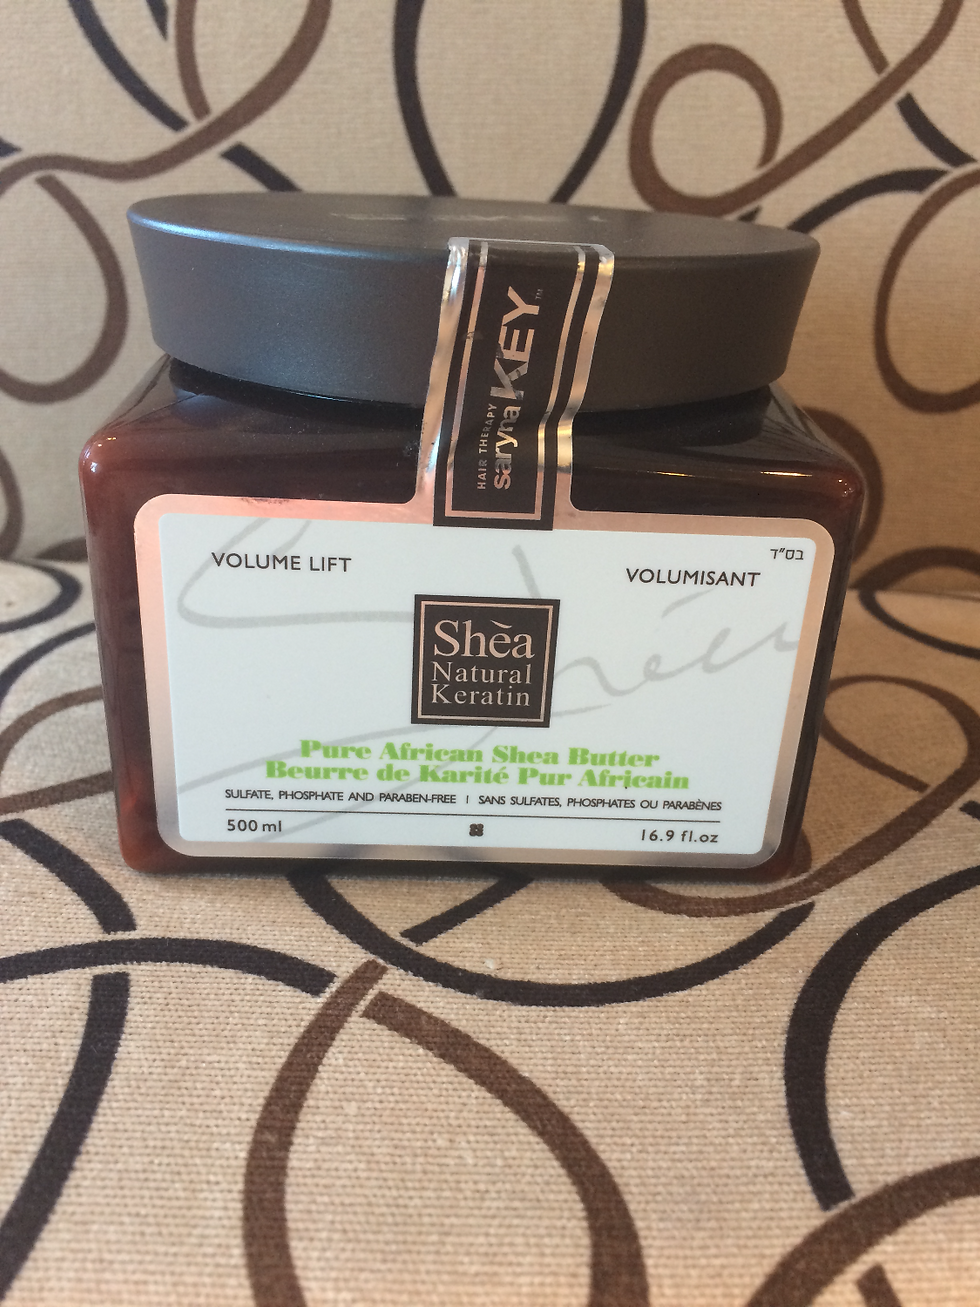 HAIR THERAPY
saryna KEY™
בס"ד
VOLUME LIFT
VOLUMISANT
Shèa
Natural
Keratin
Pure African Shea Butter
Beurre de Karité Pur Africain
SULFATE, PHOSPHATE AND PARABEN-FREE | SANS SULFATES, PHOSPHATES OU PARABÈNES
500 ml
16.9 fl.oz